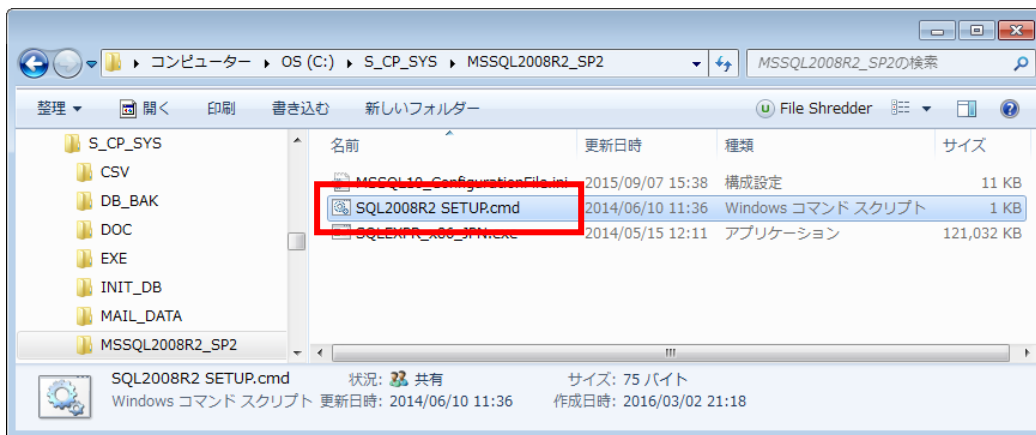 コンピューター ▸ OS (C:) ▸ S_CP_SYS ▸ MSSQL2008R2_SP2 MSSQL2008R2_SP2の検索
整理 開く 印刷 書き込む 新しいフォルダー File Shredder
S_CP_SYS
CSV
DB_BAK
DOC
EXE
INIT_DB
MAIL_DATA
MSSQL2008R2_SP2
名前 更新日時 種類 サイズ
MSSQL10_ConfigurationFile.ini 2015/09/07 15:38 構成設定 11 KB
SQL2008R2 SETUP.cmd 2014/06/10 11:36 Windows コマンド スクリプト 1 KB
SQLEXPR_x86_JPN.exe 2014/05/15 12:11 アプリケーション 121,032 KB
SQL2008R2 SETUP.cmd 状況: 共有 サイズ: 75 バイト
Windows コマンド スクリプト 更新日時: 2014/06/10 11:36 作成日時: 2016/03/02 21:18